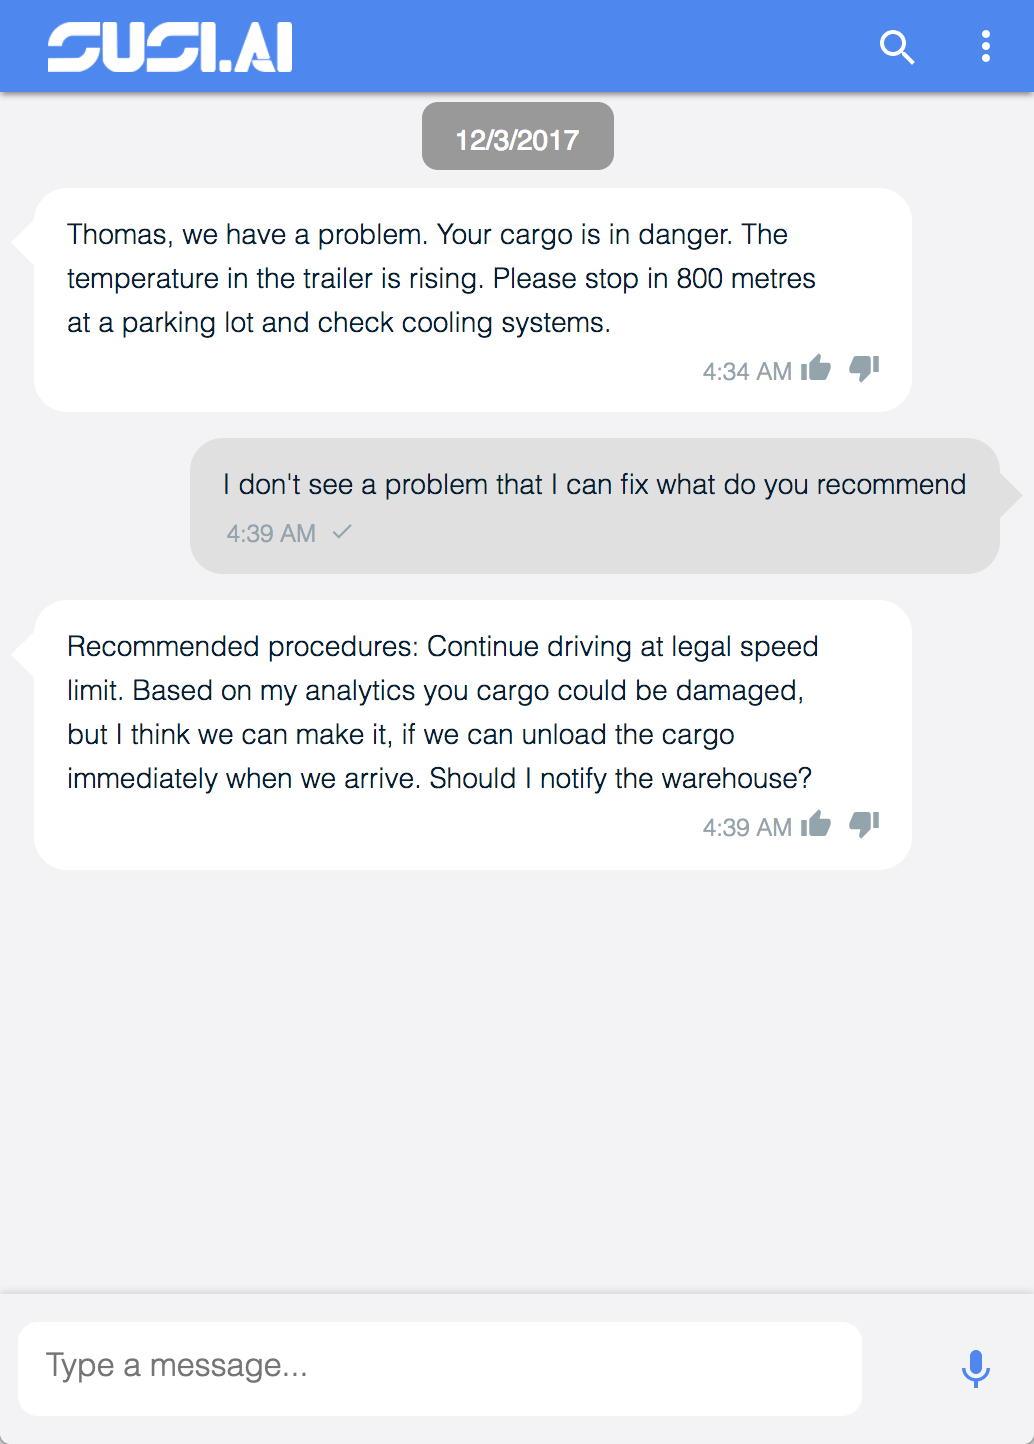 SUSI.AI
12/3/2017
Thomas, we have a problem. Your cargo is in danger. The
temperature in the trailer is rising. Please stop in 800 metres
at a parking lot and check cooling systems.
4:34 AM
I don't see a problem that I can fix what do you recommend
4:39 AM
Recommended procedures: Continue driving at legal speed
limit. Based on my analytics you cargo could be damaged,
but I think we can make it, if we can unload the cargo
immediately when we arrive. Should I notify the warehouse?
4:39 AM
Type a message...